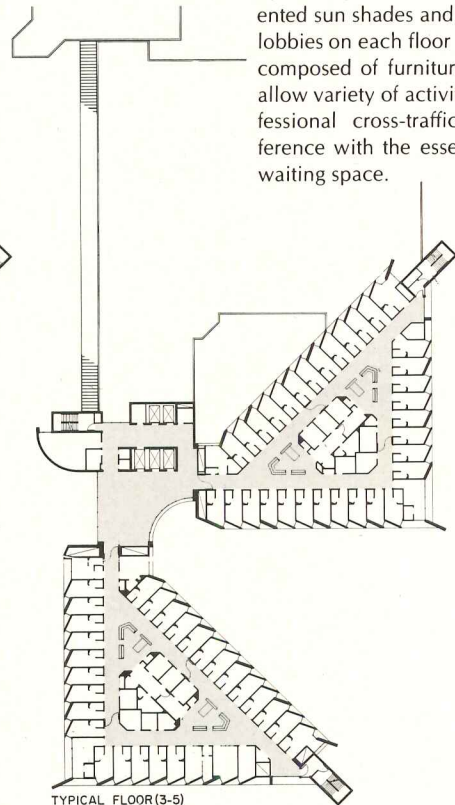 ented sun shades and
lobbies on each floor
composed of furnitur
allow variety of activi
fessional cross-traffic
ference with the esse
waiting space.
TYPICAL FLOOR (3-5)